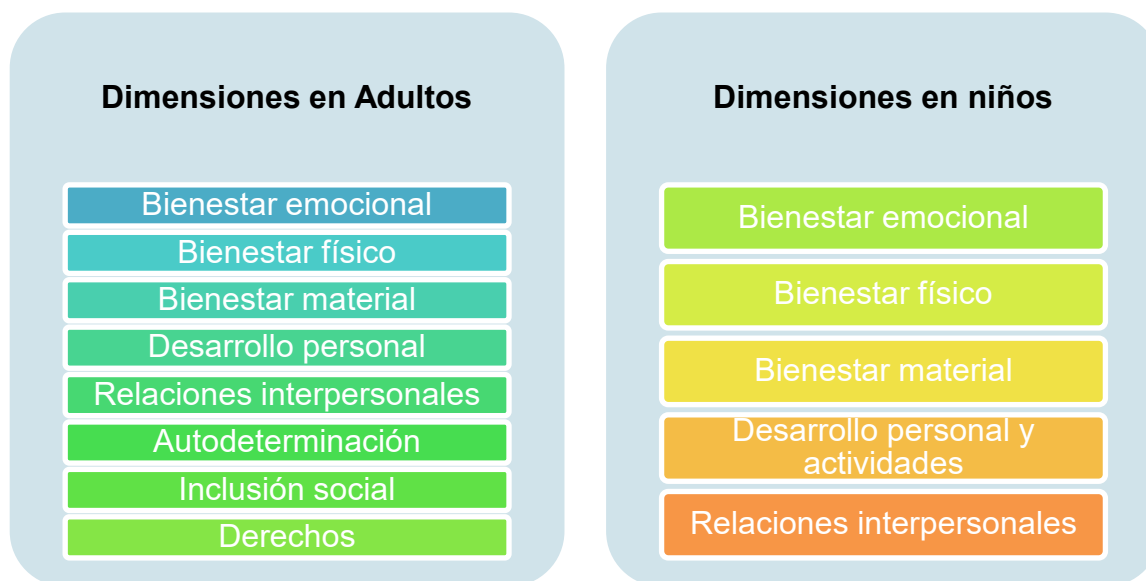 Dimensiones en Adultos
Bienestar emocional
Bienestar físico
Bienestar material
Desarrollo personal
Relaciones interpersonales
Autodeterminación
Inclusión social
Derechos
Dimensiones en niños
Bienestar emocional
Bienestar físico
Bienestar material
Desarrollo personal y
actividades
Relaciones interpersonales